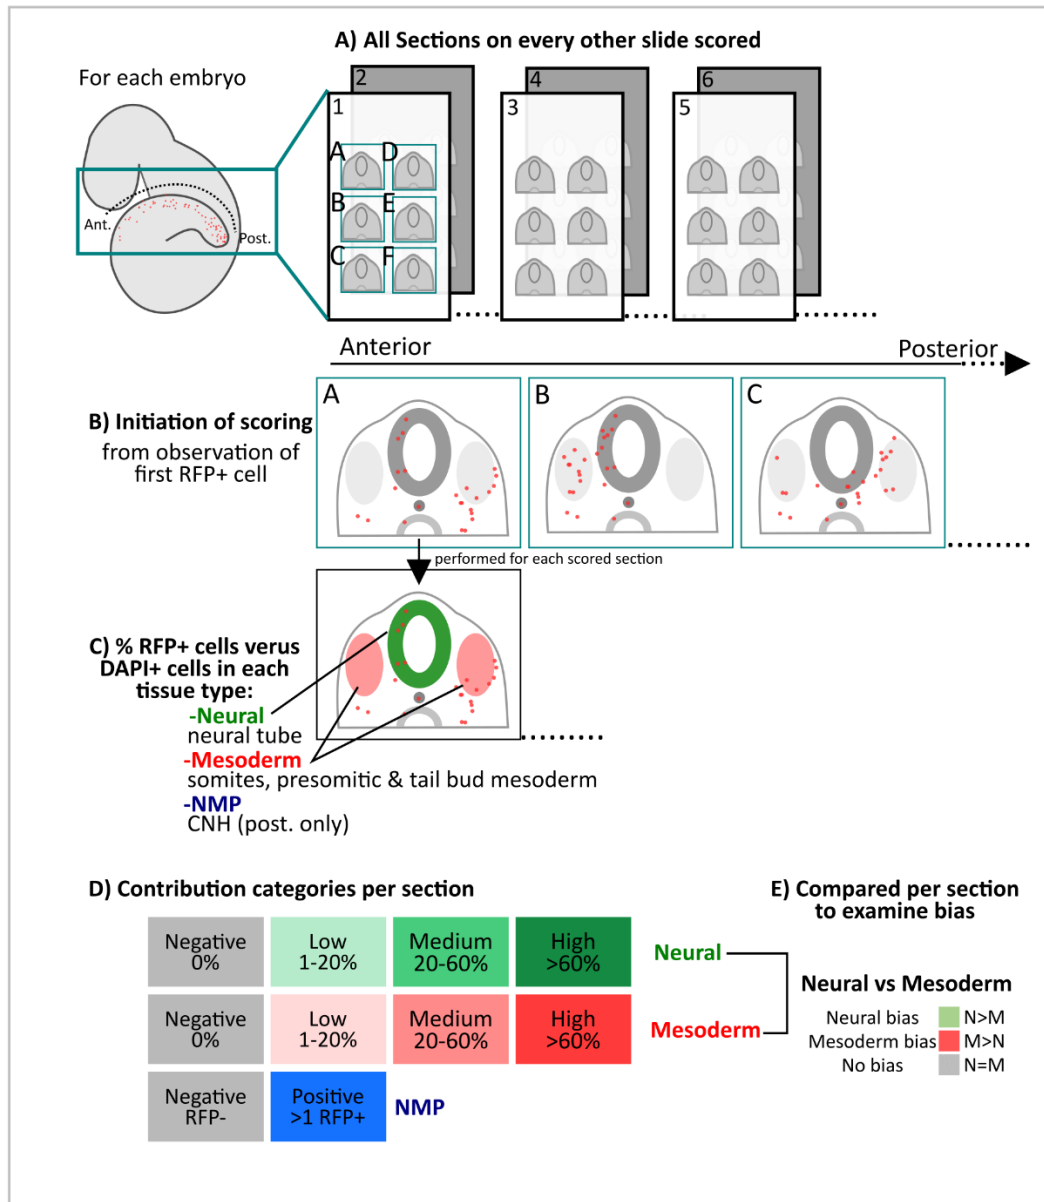 A) All Sections on every other slide scored
For each embryo
2
4
6
1
3
5
A
D
B
E
C
F
Ant.
Post.
Anterior
Posterior
A
B
C
B) Initiation of scoring
from observation of
first RFP+ cell
performed for each scored section
C) % RFP+ cells verus
DAPI+ cells in each
tissue type:
-Neural
neural tube
-Mesoderm
somites, presomitic & tail bud mesoderm
-NMP
CNH (post. only)
D) Contribution categories per section
Negative
0%
Low
1-20%
Medium
20-60%
High
>60%
Neural
Negative
0%
Low
1-20%
Medium
20-60%
High
>60%
Mesoderm
Negative
RFP-
Positive
>1 RFP+
NMP
E) Compared per section
to examine bias
Neural vs Mesoderm
Neural bias N>M
Mesoderm bias M>N
No bias N=M